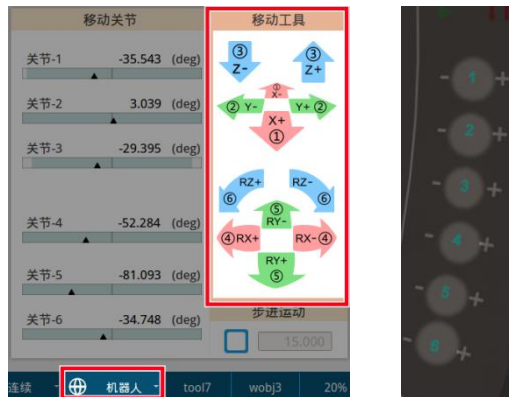 移动关节
关节-1 -35.543 (deg)
关节-2 3.039 (deg)
关节-3 -29.395 (deg)
关节-4 -52.284 (deg)
关节-5 -81.093 (deg)
关节-6 -34.748 (deg)
移动工具
③ ③
Z- Z+
①
X-
② Y- Y+ ②
X+
①
RZ+ RZ-
⑥ ⑥
⑤
RY-
④RX+ RX-④
RY+
⑤
步进运动
15.000
连续 机器人 tool7 wobj3 20%
- 1 +
- 2 +
- 3 +
- 4 +
- 5 +
- 6 +